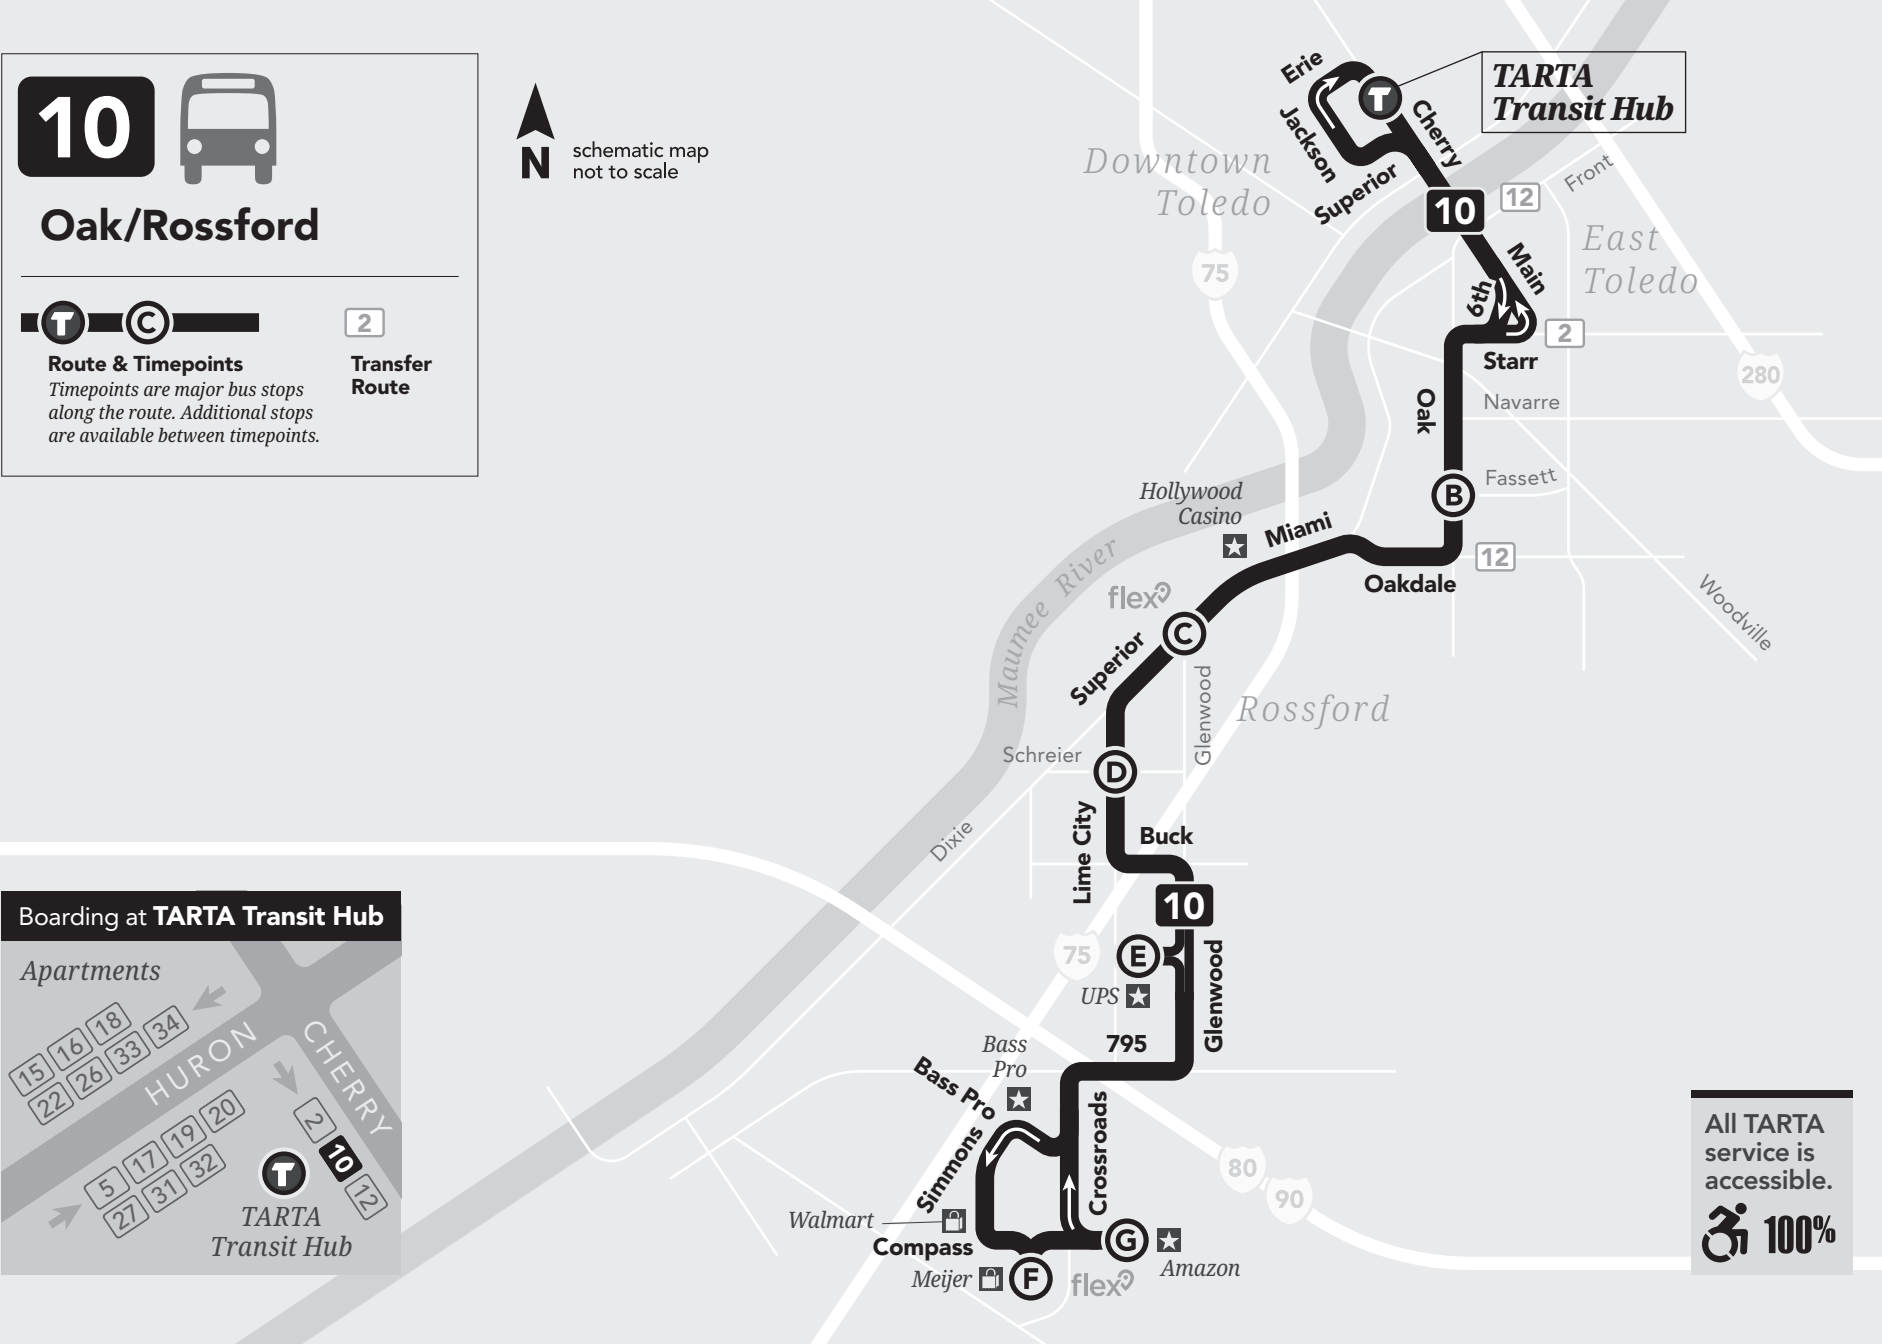 10
Oak/Rossford
T
C
2
Route & Timepoints
Timepoints are major bus stops
along the route. Additional stops
are available between timepoints.
Transfer
Route
N
schematic map
not to scale
TARTA
Transit Hub
Erie
T
Cherry
Jackson
Superior
Downtown
Toledo
10
12
Front
East
Toledo
75
Main
6th
2
Starr
280
Oak
Navarre
B
Fassett
Hollywood
Casino
Miami
12
Oakdale
Woodville
Maumee River
flex
C
Superior
Glenwood
Rossford
Schreier
D
Dixie
Lime City
Buck
10
75
E
UPS
Glenwood
795
Bass
Pro
Bass Pro
Simmons
Crossroads
80
90
Walmart
Compass
G
Amazon
Meijer
F
flex
Boarding at TARTA Transit Hub
Apartments
15
16
18
22
26
33
34
HURON
CHERRY
5
17
19
20
27
31
32
2
10
12
T
TARTA
Transit Hub
All TARTA
service is
accessible.
100%